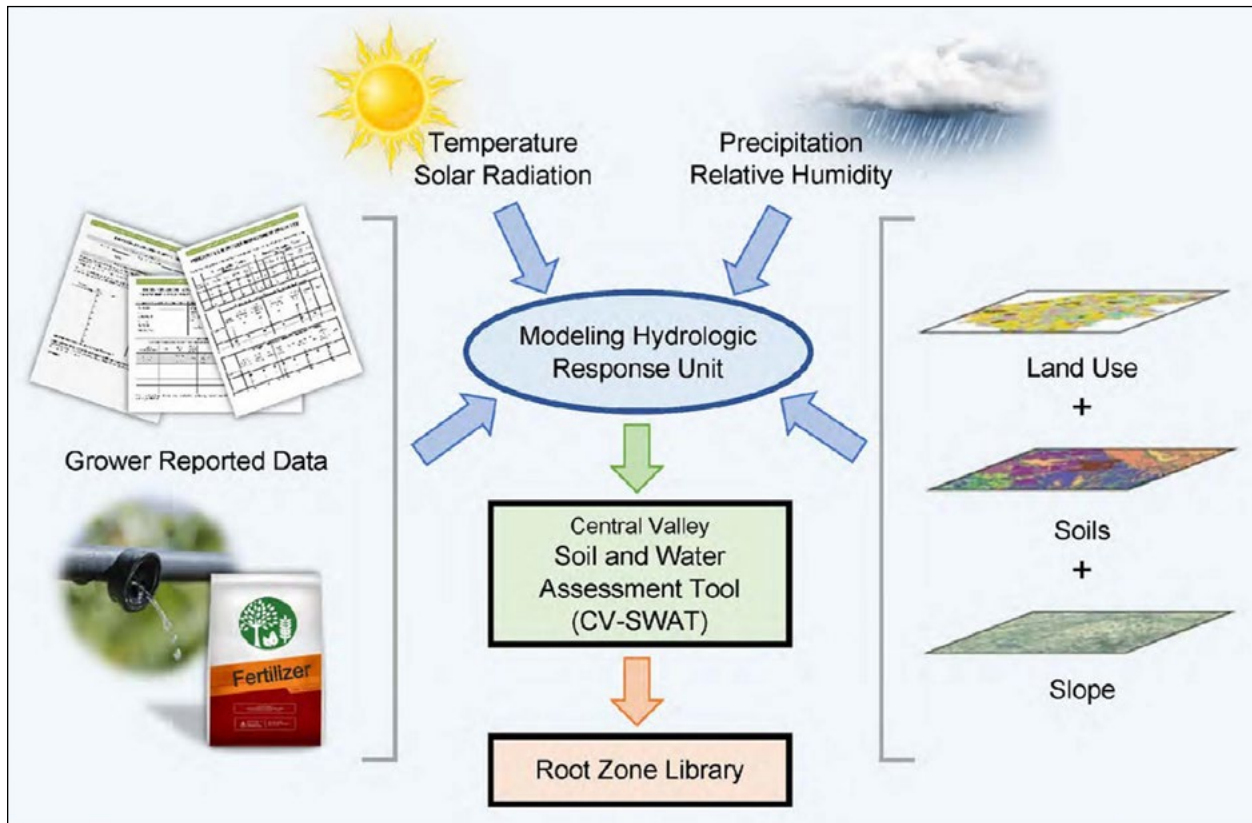 Temperature
Solar Radiation
Precipitation
Relative Humidity
Modeling Hydrologic
Response Unit
Grower Reported Data
Land Use
+
Soils
+
Slope
Central Valley
Soil and Water
Assessment Tool
(CV-SWAT)
Fertilizer
Root Zone Library